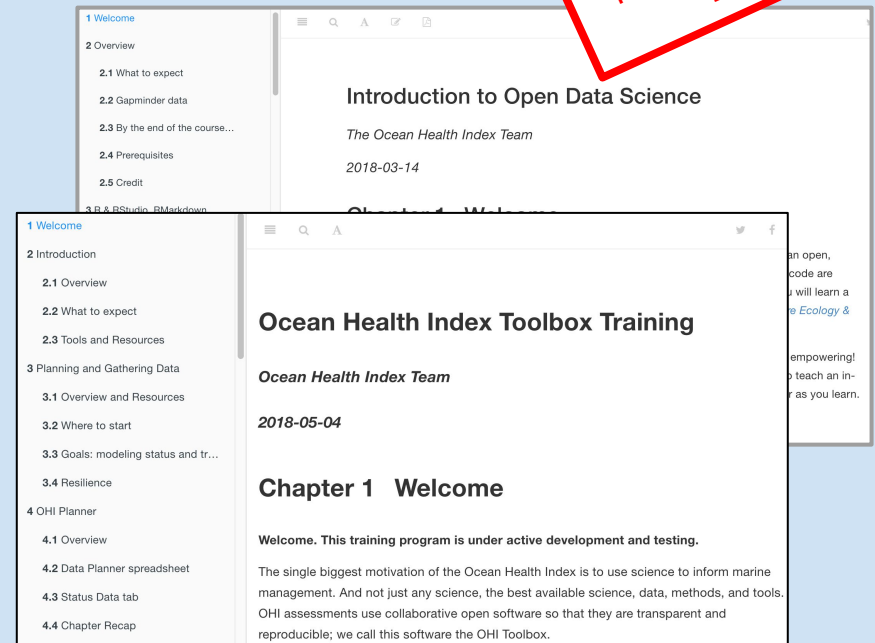 1 Welcome
2 Overview
2.1 What to expect
2.2 Gapminder data
2.3 By the end of the course…
2.4 Prerequisites
2.5 Credit
3 R & RStudio, RMarkdown
A
Introduction to Open Data Science
The Ocean Health Index Team
2018-03-14
Chapter 1 Welcome
an open,
code are
u will learn a
re Ecology &
empowering!
o teach an in-
r as you learn.
1 Welcome
2 Introduction
2.1 Overview
2.2 What to expect
2.3 Tools and Resources
3 Planning and Gathering Data
3.1 Overview and Resources
3.2 Where to start
3.3 Goals: modeling status and tr…
3.4 Resilience
4 OHI Planner
4.1 Overview
4.2 Data Planner spreadsheet
4.3 Status Data tab
4.4 Chapter Recap
A
Ocean Health Index Toolbox Training
Ocean Health Index Team
2018-05-04
Chapter 1 Welcome
Welcome. This training program is under active development and testing.
The single biggest motivation of the Ocean Health Index is to use science to inform marine
management. And not just any science, the best available science, data, methods, and tools.
OHI assessments use collaborative open software so that they are transparent and
reproducible; we call this software the OHI Toolbox.